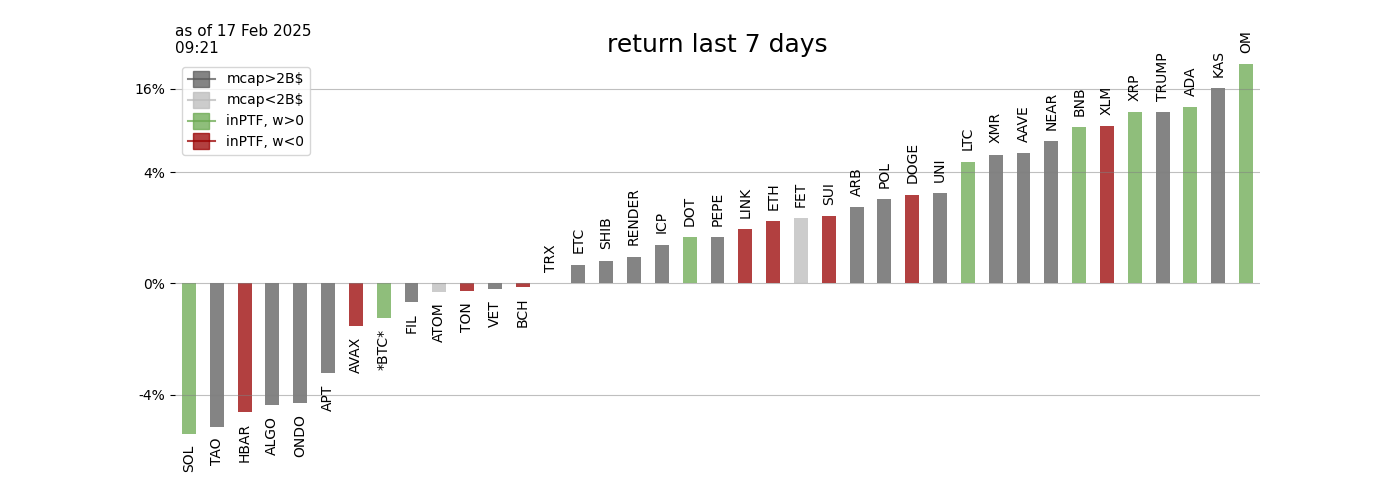 as of 17 Feb 2025
09:21
return last 7 days
mcap>2B$
mcap<2B$
inPTF, w>0
inPTF, w<0
16%
4%
0%
-4%
SOL
TAO
HBAR
ALGO
ONDO
APT
AVAX
*BTC*
FIL
ATOM
TON
VET
BCH
TRX
ETC
SHIB
RENDER
ICP
DOT
PEPE
LINK
ETH
FET
SUI
ARB
POL
DOGE
UNI
LTC
XMR
AAVE
NEAR
BNB
XLM
XRP
TRUMP
ADA
KAS
OM